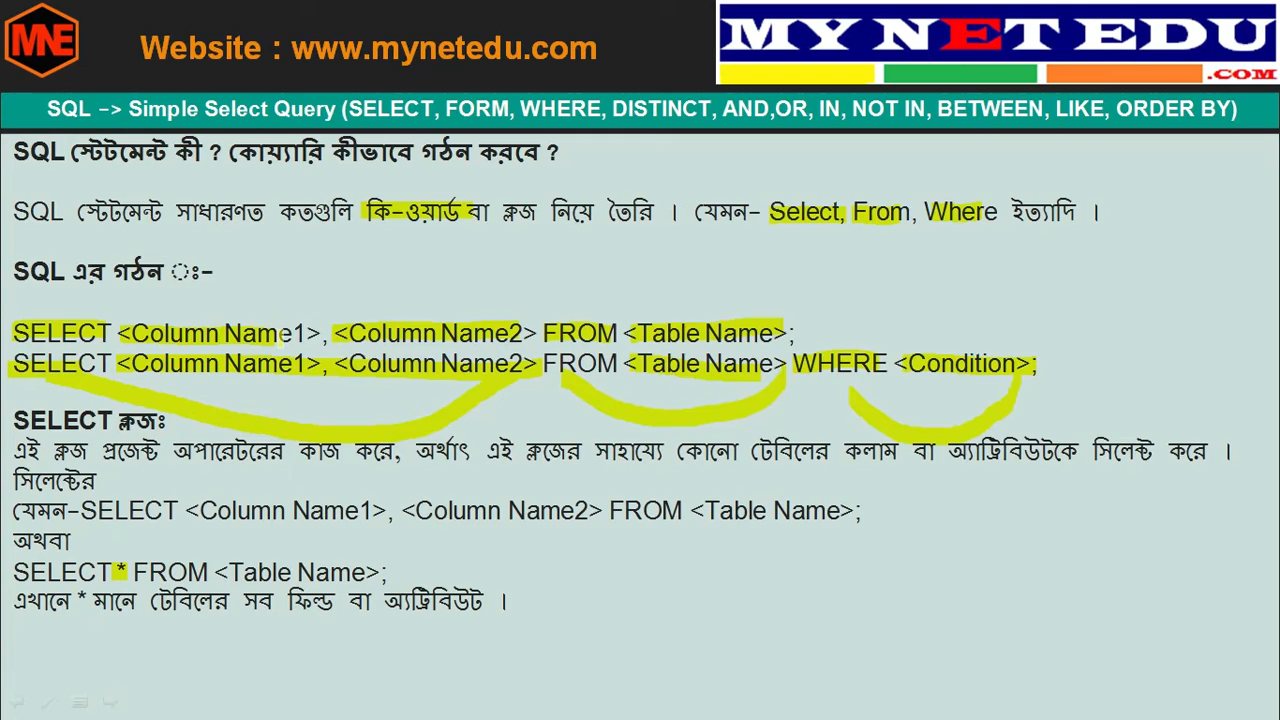 MNE
Website : www.mynetedu.com
MY NET EDU
.COM
SQL -> Simple Select Query (SELECT, FORM, WHERE, DISTINCT, AND,OR, IN, NOT IN, BETWEEN, LIKE, ORDER BY)
SQL স্টেটমেন্ট কী ? কোয়্যারি কীভাবে গঠন করবে ?
SQL স্টেটমেন্ট সাধারণত কতগুলি কি-ওয়ার্ড বা ক্লজ নিয়ে তৈরি । যেমন- Select, From, Where ইত্যাদি ।
SQL এর গঠন ঃ-
SELECT <Column Name1>, <Column Name2> FROM <Table Name>;
SELECT <Column Name1>, <Column Name2> FROM <Table Name> WHERE <Condition>;
SELECT ক্লজঃ
এই ক্লজ প্রজেক্ট অপারেটরের কাজ করে, অর্থাৎ এই ক্লজের সাহায্যে কোনো টেবিলের কলাম বা অ্যাট্রিবিউটকে সিলেক্ট করে ।
সিলেক্টের
যেমন-SELECT <Column Name1>, <Column Name2> FROM <Table Name>;
অথবা
SELECT * FROM <Table Name>;
এখানে * মানে টেবিলের সব ফিল্ড বা অ্যট্রিবিউট ।